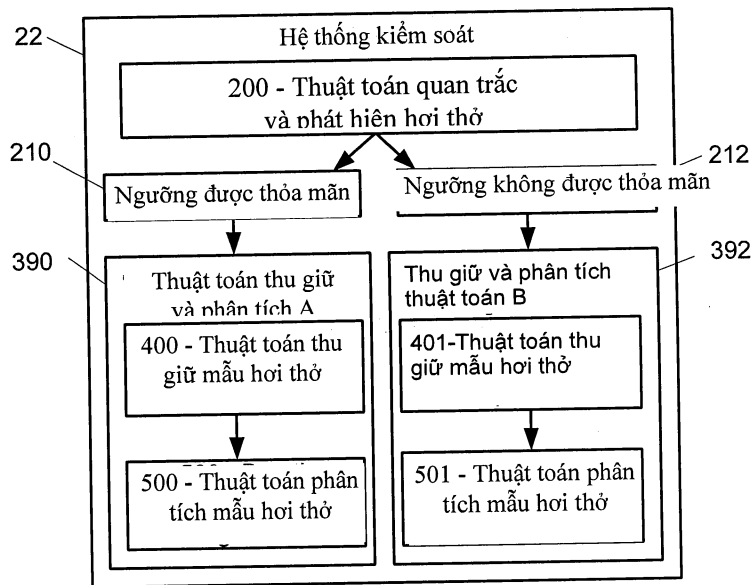 22
Hệ thống kiểm soát
200 - Thuật toán quan trắc
và phát hiện hơi thở
210
212
Ngưỡng được thỏa mãn
Ngưỡng không được thỏa mãn
390
392
Thuật toán thu giữ
và phân tích A
Thu giữ và phân tích
thuật toán B
400 - Thuật toán thu
giữ mẫu hơi thở
401-Thuật toán thu
giữ mẫu hơi thở
500 - Thuật toán phân
tích mẫu hơi thở
501 - Thuật toán phân
tích mẫu hơi thở